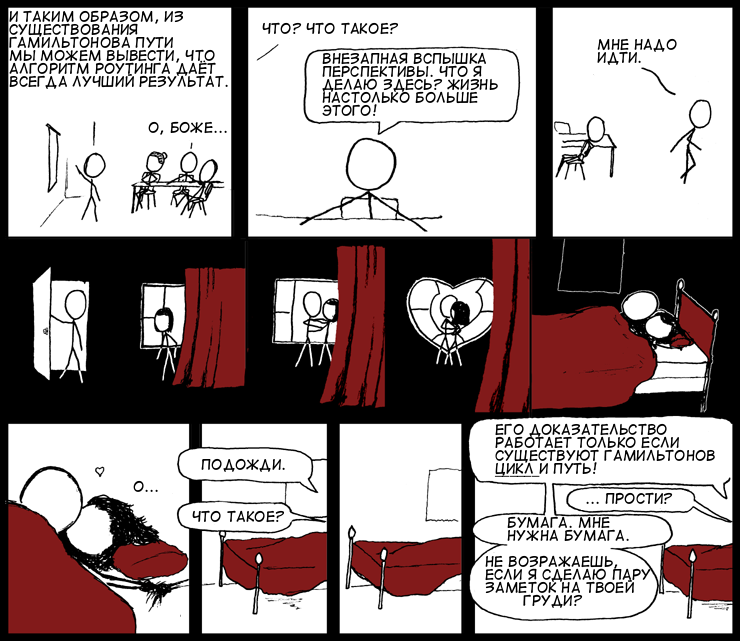 И ТАКИМ ОБРАЗОМ, ИЗ
СУЩЕСТВОВАНИЯ
ГАМИЛЬТОНОВА ПУТИ
МЫ МОЖЕМ ВЫВЕСТИ, ЧТО
АЛГОРИТМ РОУТИНГА ДАЁТ
ВСЕГДА ЛУЧШИЙ РЕЗУЛЬТАТ.
О, БОЖЕ...
ЧТО? ЧТО ТАКОЕ?
ВНЕЗАПНАЯ ВСПЫШКА
ПЕРСПЕКТИВЫ. ЧТО Я
ДЕЛАЮ ЗДЕСЬ? ЖИЗНЬ
НАСТОЛЬКО БОЛЬШЕ
ЭТОГО!
МНЕ НАДО
ИДТИ.
О...
ПОДОЖДИ.
ЧТО ТАКОЕ?
ЕГО ДОКАЗАТЕЛЬСТВО
РАБОТАЕТ ТОЛЬКО ЕСЛИ
СУЩЕСТВУЮТ ГАМИЛЬТОНОВ
ЦИКЛ И ПУТЬ!
... ПРОСТИ?
БУМАГА. МНЕ
НУЖНА БУМАГА.
НЕ ВОЗРАЖАЕШЬ,
ЕСЛИ Я СДЕЛАЮ ПАРУ
ЗАМЕТОК НА ТВОЕЙ
ГРУДИ?